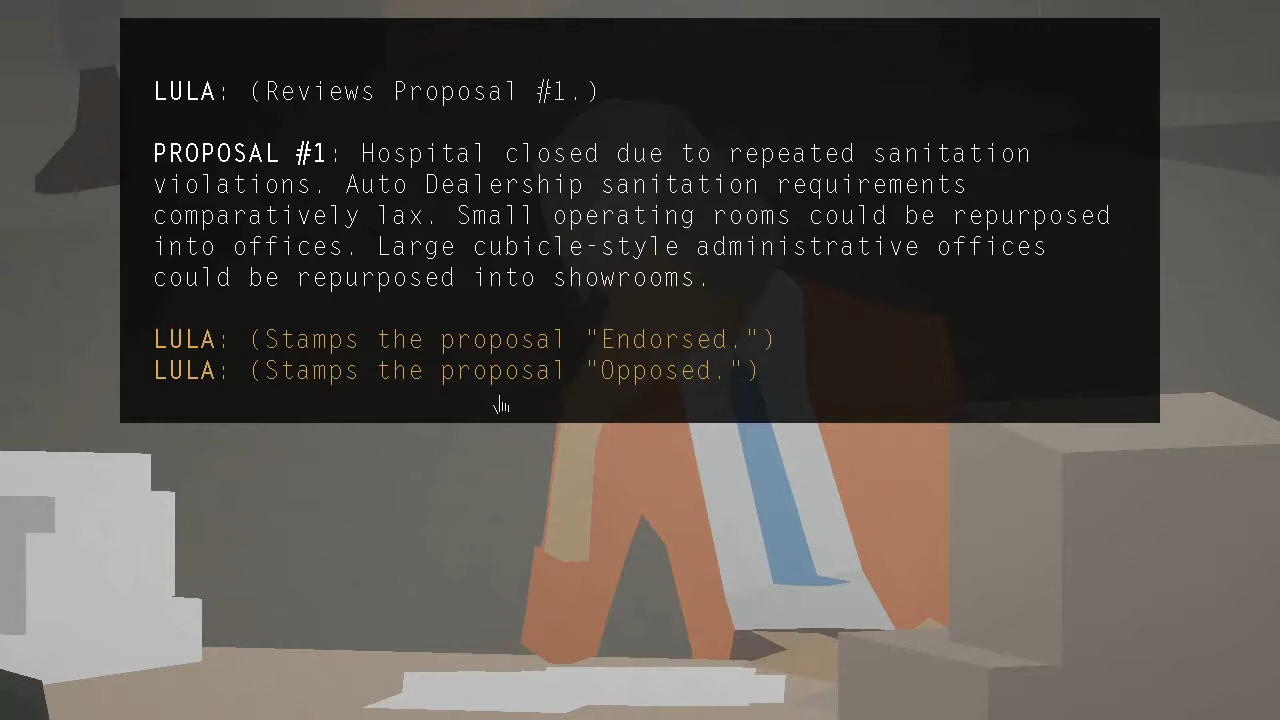 LULA: (Reviews Proposal #1.)
PROPOSAL #1: Hospital closed due to repeated sanitation
violations. Auto Dealership sanitation requirements
comparatively lax. Small operating rooms could be repurposed
into offices. Large cubicle-style administrative offices
could be repurposed into showrooms.
LULA: (Stamps the proposal "Endorsed.")
LULA: (Stamps the proposal "Opposed.")